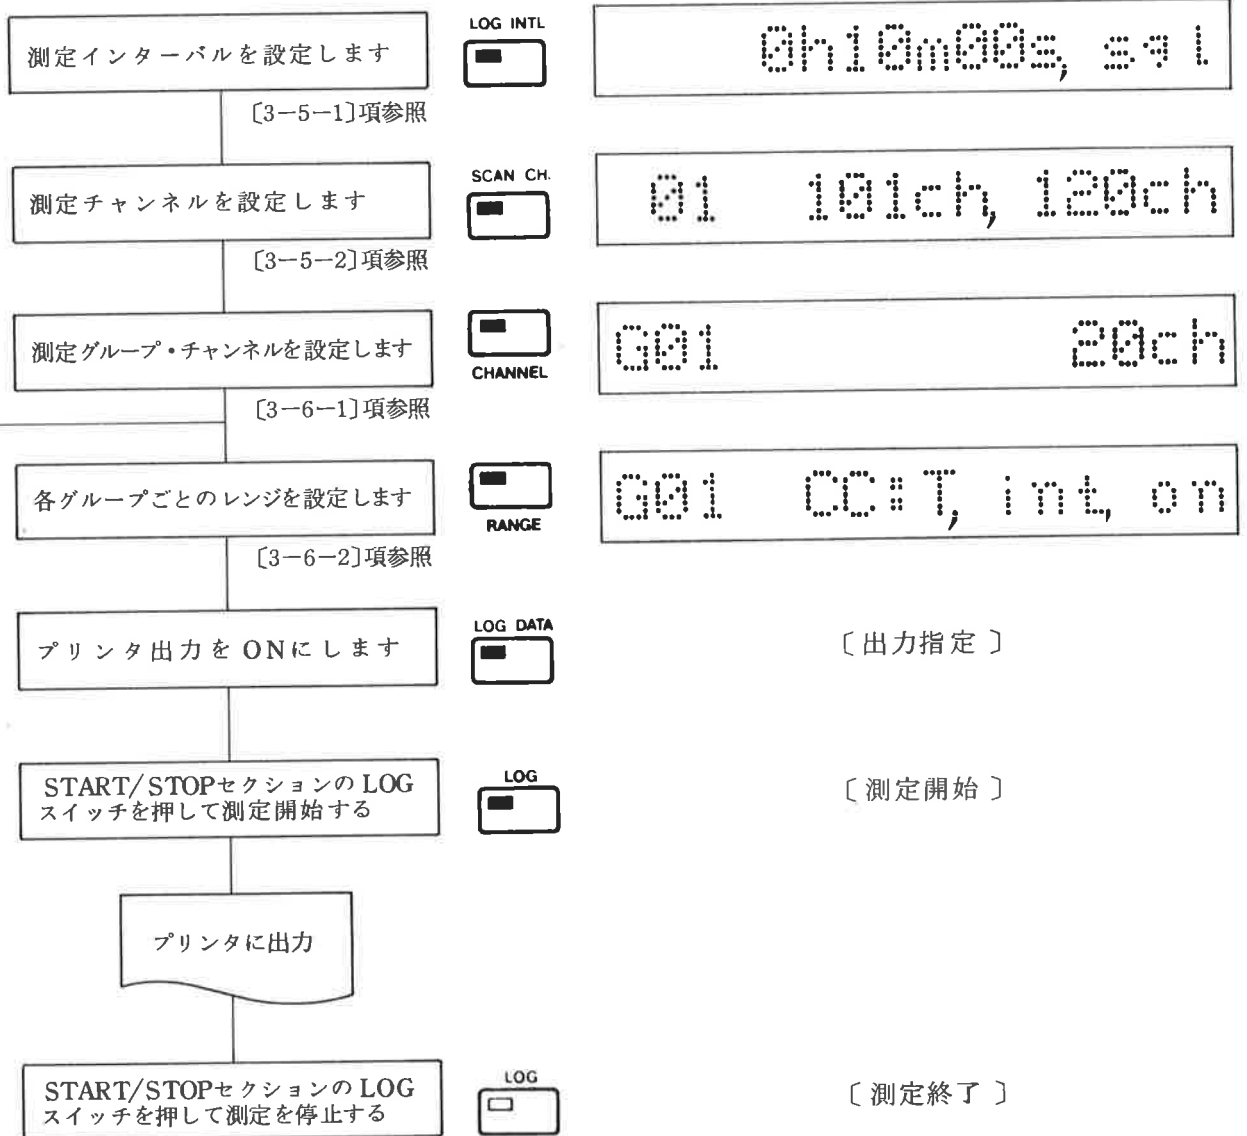 測定インターバルを設定します
LOG INTL
0h10m00s, sgl
〔3-5-1〕項参照
測定チャンネルを設定します
SCAN CH.
01 101ch, 120ch
〔3-5-2〕項参照
測定グループ・チャンネルを設定します
CHANNEL
G01 20ch
〔3-6-1〕項参照
各グループごとのレンジを設定します
RANGE
G01 CC:T, int, on
〔3-6-2〕項参照
プリンタ出力をONにします
LOG DATA
〔出力指定〕
START/STOPセクションのLOG
スイッチを押して測定開始する
LOG
〔測定開始〕
プリンタに出力
START/STOPセクションのLOG
スイッチを押して測定を停止する
LOG
〔測定終了〕